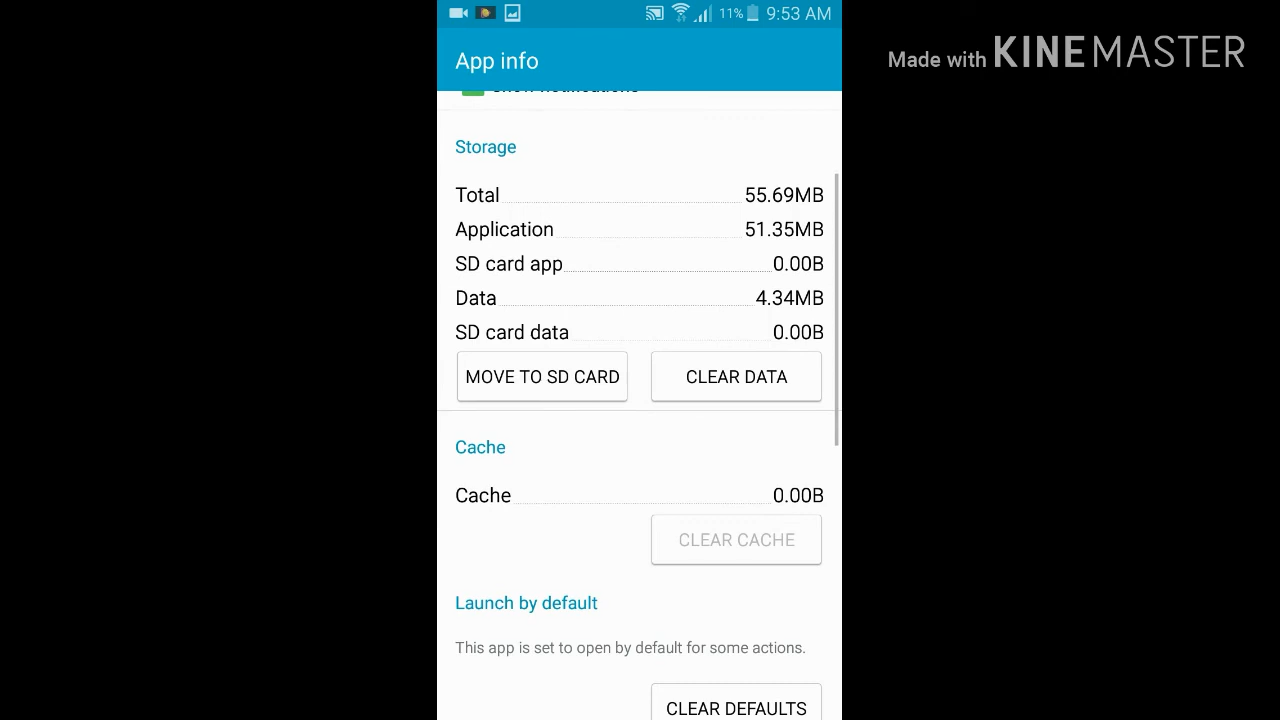 11% 9:53 AM
Made with KINEMASTER
App info
Show notifications
Storage
Total 55.69MB
Application 51.35MB
SD card app 0.00B
Data 4.34MB
SD card data 0.00B
MOVE TO SD CARD CLEAR DATA
Cache
Cache 0.00B
CLEAR CACHE
Launch by default
This app is set to open by default for some actions.
CLEAR DEFAULTS